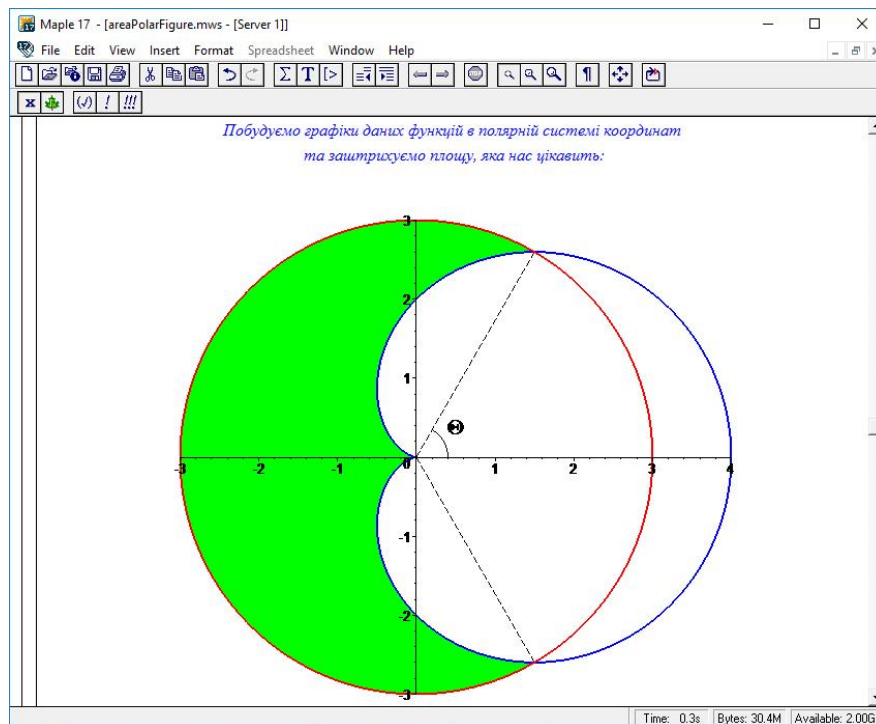 Maple 17 - [areaPolarFigure.mws - [Server 1]]
File Edit View Insert Format Spreadsheet Window Help
Σ T [>
x (√) ! !!!
Побудуємо графіки даних функцій в полярній системі координат
та заштрихуємо площу, яка нас цікавить:
3
2
1
-3 -2 -1 0 1 2 3 4
-1
-2
-3
Time: 0.3s Bytes: 30.4M Available: 2.00G